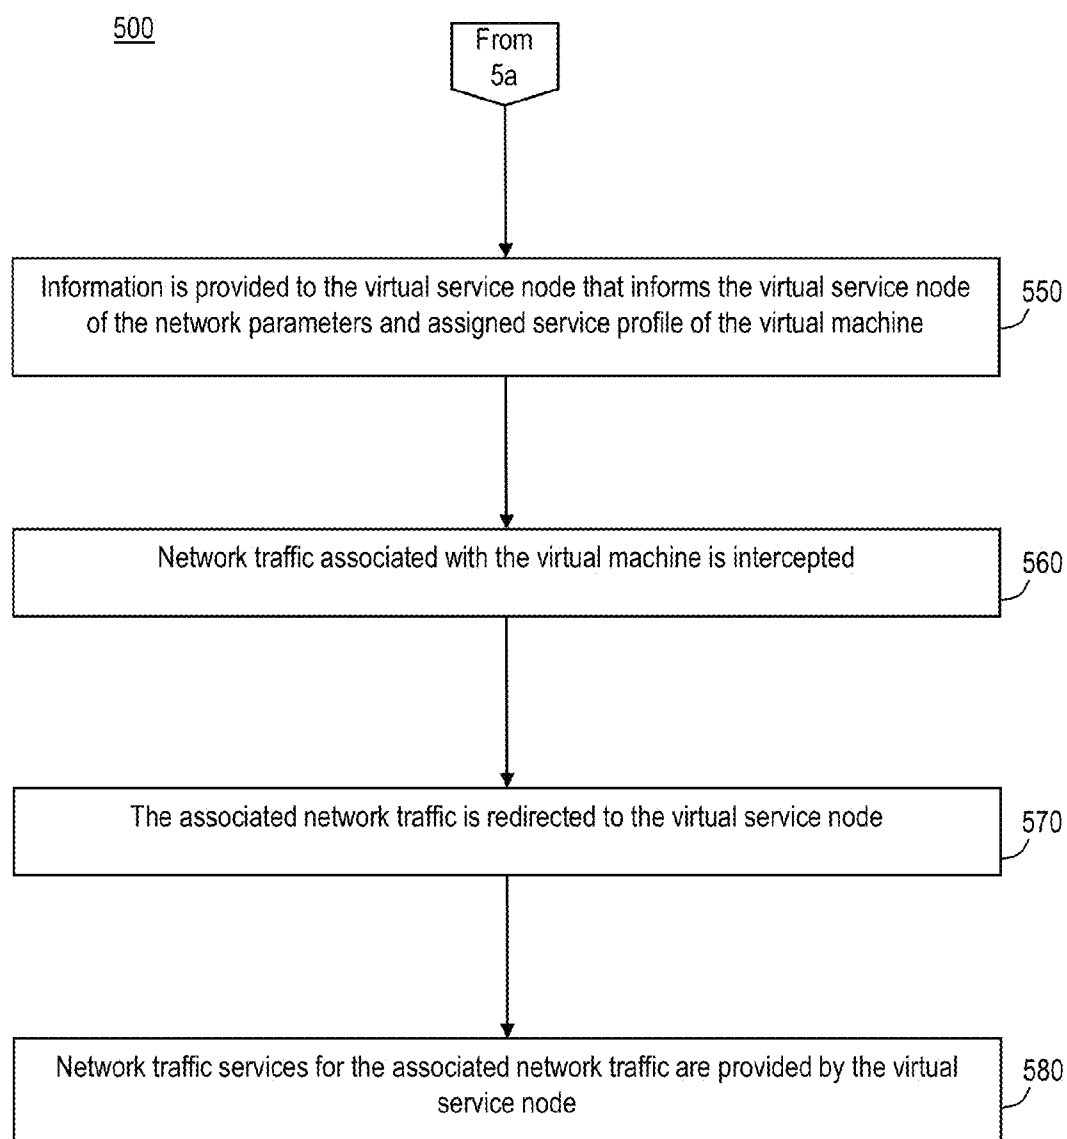 500
From
5a
Information is provided to the virtual service node that informs the virtual service node
of the network parameters and assigned service profile of the virtual machine
550
Network traffic associated with the virtual machine is intercepted
560
The associated network traffic is redirected to the virtual service node
570
Network traffic services for the associated network traffic are provided by the virtual
service node
580